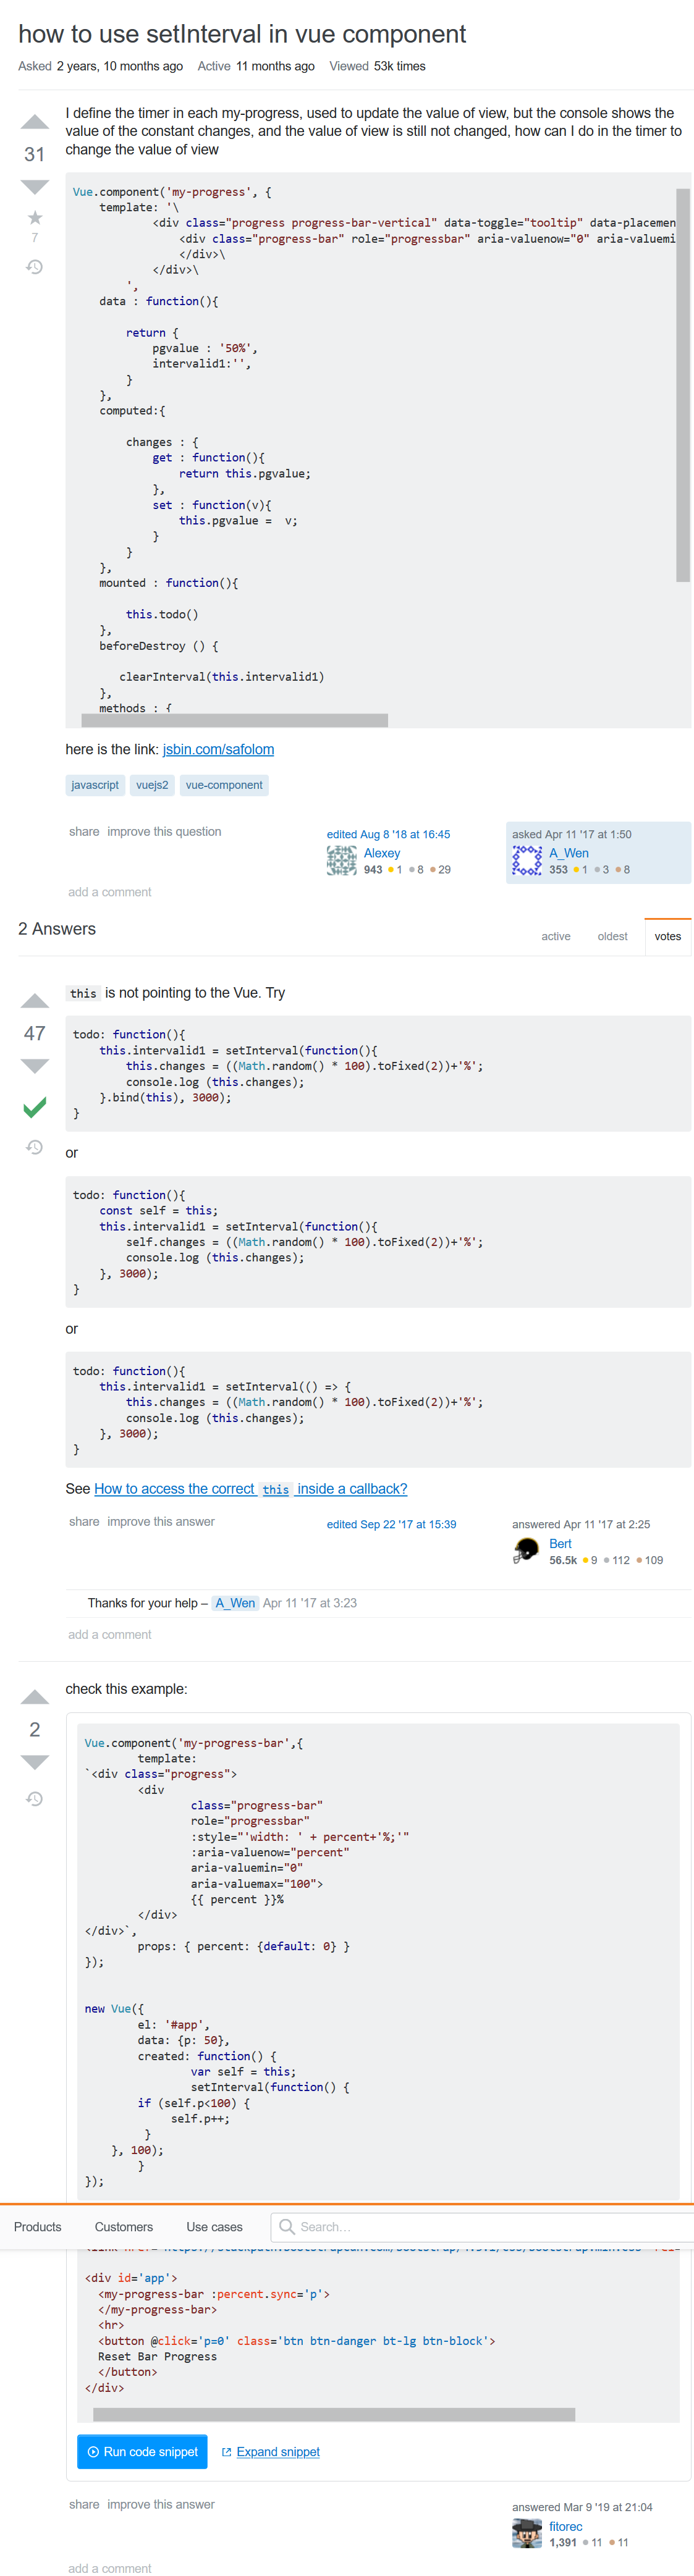 how to use setInterval in vue component
Asked 2 years, 10 months ago Active 11 months ago Viewed 53k times
I define the timer in each my-progress, used to update the value of view, but the console shows the
value of the constant changes, and the value of view is still not changed, how can I do in the timer to
change the value of view
31
7
Vue.component('my-progress', {
    template: '\
            <div class="progress progress-bar-vertical" data-toggle="tooltip" data-placemen
                <div class="progress-bar" role="progressbar" aria-valuenow="0" aria-valuemi
                </div>\
            </div>\
        ',
    data : function(){
        return {
            pgvalue : '50%',
            intervalid1:'',
        }
    },
    computed:{
        changes : {
            get : function(){
                return this.pgvalue;
            },
            set : function(v){
                this.pgvalue =  v;
            }
        }
    },
    mounted : function(){
        this.todo()
    },
    beforeDestroy () {
       clearInterval(this.intervalid1)
    },
    methods : {
here is the link: jsbin.com/safolom
javascript vuejs2 vue-component
share improve this question
edited Aug 8 '18 at 16:45
Alexey
943 1 8 29
asked Apr 11 '17 at 1:50
A_Wen
353 1 3 8
add a comment
2 Answers
active oldest votes
47
this is not pointing to the Vue. Try
todo: function(){
    this.intervalid1 = setInterval(function(){
        this.changes = ((Math.random() * 100).toFixed(2))+'%';
        console.log (this.changes);
    }.bind(this), 3000);
}
or
todo: function(){
    const self = this;
    this.intervalid1 = setInterval(function(){
        self.changes = ((Math.random() * 100).toFixed(2))+'%';
        console.log (this.changes);
    }, 3000);
}
or
todo: function(){
    this.intervalid1 = setInterval(() => {
        this.changes = ((Math.random() * 100).toFixed(2))+'%';
        console.log (this.changes);
    }, 3000);
}
See How to access the correct this inside a callback?
share improve this answer
edited Sep 22 '17 at 15:39
answered Apr 11 '17 at 2:25
Bert
56.5k 9 112 109
Thanks for your help – A_Wen Apr 11 '17 at 3:23
add a comment
2
check this example:
Vue.component('my-progress-bar',{
        template:
`<div class="progress">
        <div
                class="progress-bar"
                role="progressbar"
                :style="'width: ' + percent+'%;'"
                :aria-valuenow="percent"
                aria-valuemin="0"
                aria-valuemax="100">
                {{ percent }}%
        </div>
</div>`,
        props: { percent: {default: 0} }
});
new Vue({
        el: '#app',
        data: {p: 50},
        created: function() {
                var self = this;
                setInterval(function() {
        if (self.p<100) {
             self.p++;
         }
    }, 100);
        }
});
Products Customers Use cases Search...
<div id='app'>
  <my-progress-bar :percent.sync='p'>
  </my-progress-bar>
  <hr>
  <button @click='p=0' class='btn btn-danger bt-lg btn-block'>
  Reset Bar Progress
  </button>
</div>
Run code snippet Expand snippet
share improve this answer
answered Mar 9 '19 at 21:04
fitorec
1,391 11 11
add a comment